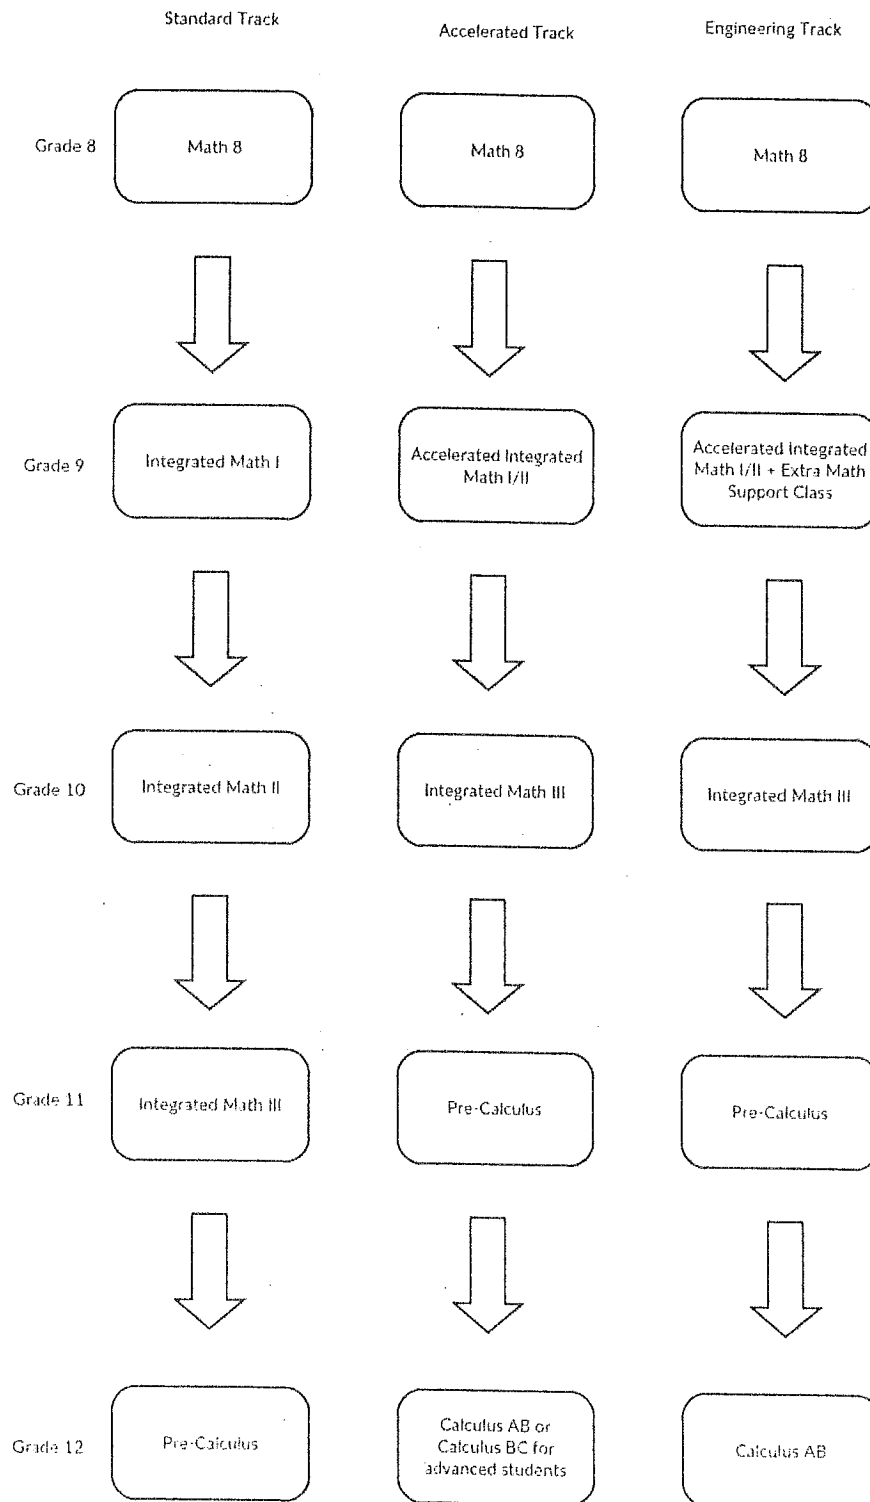 Standard Track
Accelerated Track
Engineering Track
Grade 8
Math 8
Math 8
Math 8
Grade 9
Integrated Math I
Accelerated Integrated
Math I/II
Accelerated Integrated
Math I/II + Extra Math
Support Class
Grade 10
Integrated Math II
Integrated Math III
Integrated Math III
Grade 11
Integrated Math III
Pre-Calculus
Pre-Calculus
Grade 12
Pre-Calculus
Calculus AB or
Calculus BC for
advanced students
Calculus AB